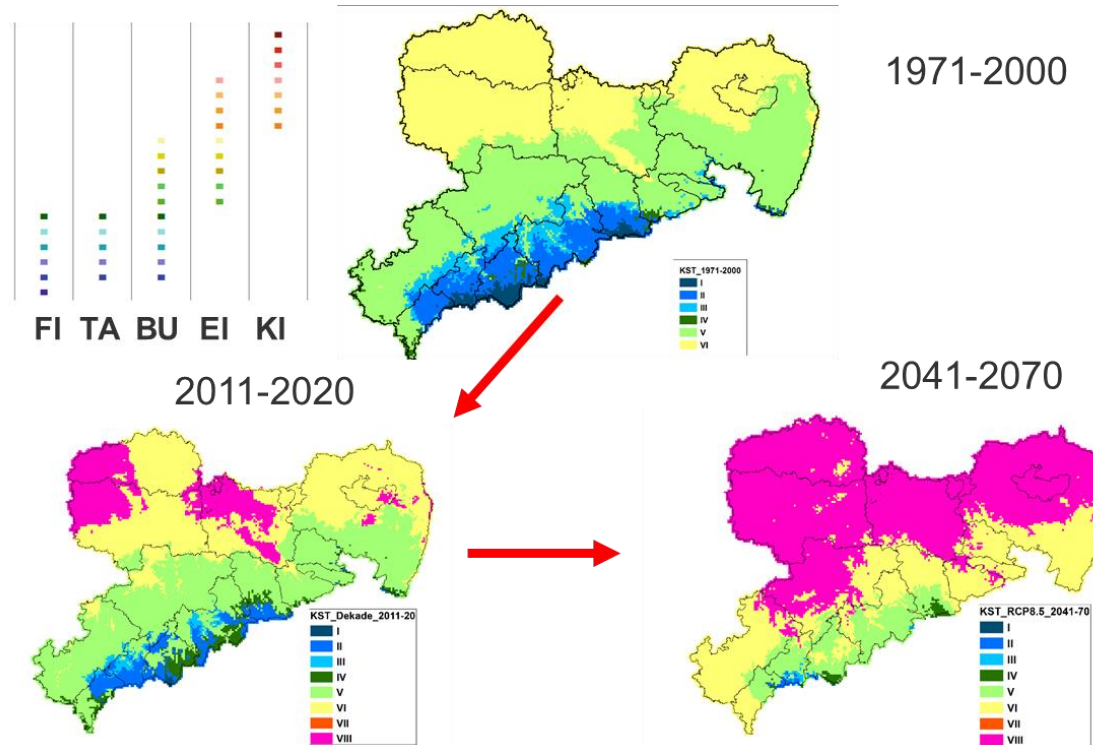 1971-2000
FI TA BU EI KI
KST_1971-2000
I
II
III
IV
V
VI
2011-2020
2041-2070
KST_Dekade_2011-20
I
II
III
IV
V
VI
VII
VIII
KST_RCP8.5_2041-70
I
II
III
IV
V
VI
VII
VIII